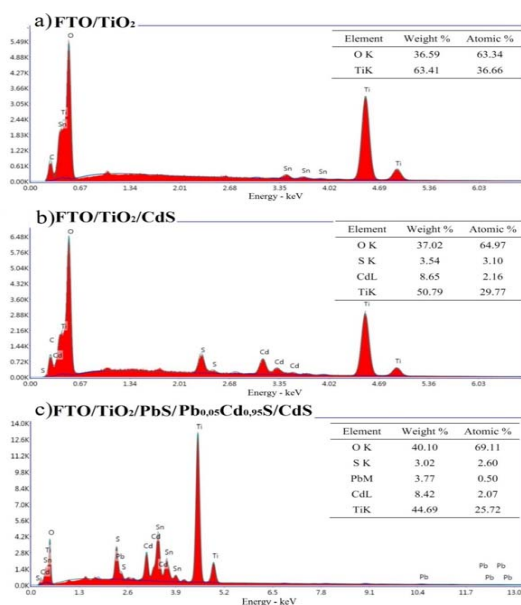 a) FTO/TiO₂
Element Weight % Atomic %
O K 36.59 63.34
TiK 63.41 36.66
5.49K
4.88K
4.27K
3.66K
3.05K
2.44K
1.83K
1.22K
0.61K
0.00K
O
Ti
Sn
C
Sn
Sn
Sn
Ti
Ti
0.00 0.67 1.34 2.01 2.68 3.35 4.02 4.69 5.36 6.03
Energy - keV
b) FTO/TiO₂/CdS
Element Weight % Atomic %
O K 37.02 64.97
S K 3.54 3.10
CdL 8.65 2.16
TiK 50.79 29.77
6.48K
5.76K
5.04K
4.32K
3.60K
2.88K
2.16K
1.44K
0.72K
0.00K
O
Ti
C
Cd
S
S
S
Cd
Cd
Cd
Ti
Ti
0.00 0.67 1.34 2.01 2.68 3.35 4.02 4.69 5.36 6.03
Energy - keV
c) FTO/TiO₂/PbS/Pb₀,₀₅Cd₀,₉₅S/CdS
Element Weight % Atomic %
O K 40.10 69.11
S K 3.02 2.60
PbM 3.77 0.50
CdL 8.42 2.07
TiK 44.69 25.72
14.0K
12.6K
11.2K
9.8K
8.4K
7.0K
5.6K
4.2K
2.8K
1.4K
0.0K
O
Ti
Sn
Cd
S
S
Pb
S
Cd
Sn
Cd
Sn
Cd
Sn
Ti
Ti
Pb
Pb Pb
Pb Pb
0.0 1.3 2.6 3.9 5.2 6.5 7.8 9.1 10.4 11.7 13.0
Energy - keV